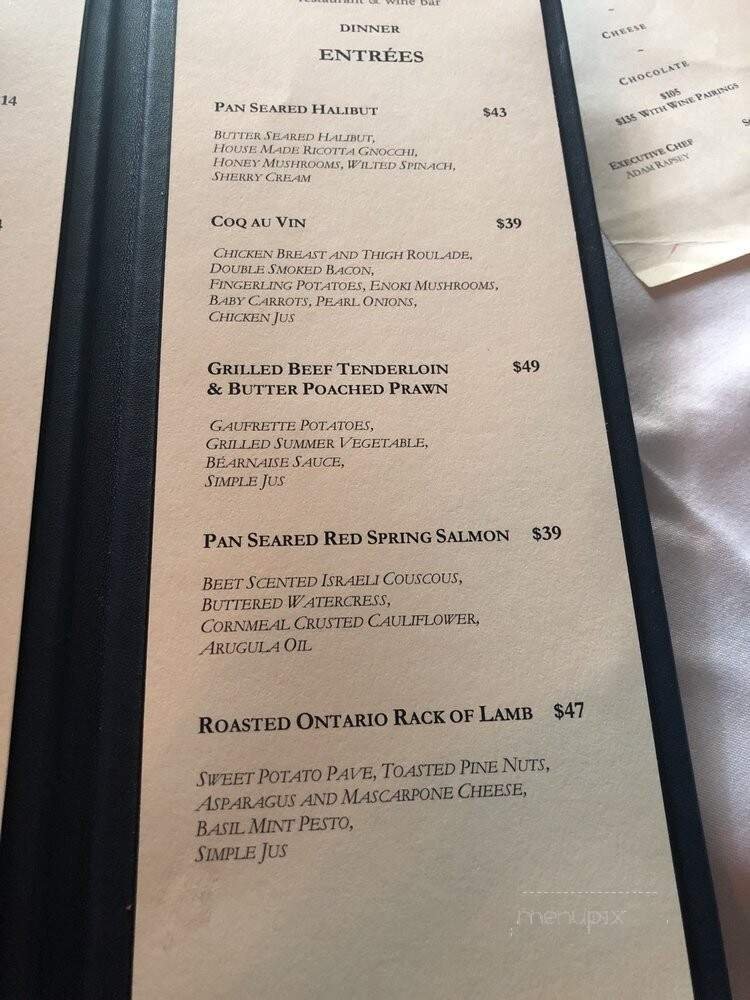 restaurant & wine bar
DINNER
ENTRÉES
PAN SEARED HALIBUT $43
BUTTER SEARED HALIBUT,
HOUSE MADE RICOTTA GNOCCHI,
HONEY MUSHROOMS, WILTED SPINACH,
SHERRY CREAM
COQ AU VIN $39
CHICKEN BREAST AND THIGH ROULADE,
DOUBLE SMOKED BACON,
FINGERLING POTATOES, ENOKI MUSHROOMS,
BABY CARROTS, PEARL ONIONS,
CHICKEN JUS
GRILLED BEEF TENDERLOIN $49
& BUTTER POACHED PRAWN
GAUFRETTE POTATOES,
GRILLED SUMMER VEGETABLE,
BÉARNAISE SAUCE,
SIMPLE JUS
PAN SEARED RED SPRING SALMON $39
BEET SCENTED ISRAELI COUSCOUS,
BUTTERED WATERCRESS,
CORNMEAL CRUSTED CAULIFLOWER,
ARUGULA OIL
ROASTED ONTARIO RACK OF LAMB $47
SWEET POTATO PAVE, TOASTED PINE NUTS,
ASPARAGUS AND MASCARPONE CHEESE,
BASIL MINT PESTO,
SIMPLE JUS
14
~
CHEESE
~
CHOCOLATE
$105
$135 WITH WINE PAIRINGS
EXECUTIVE CHEF
ADAM RAPSEY
menupix